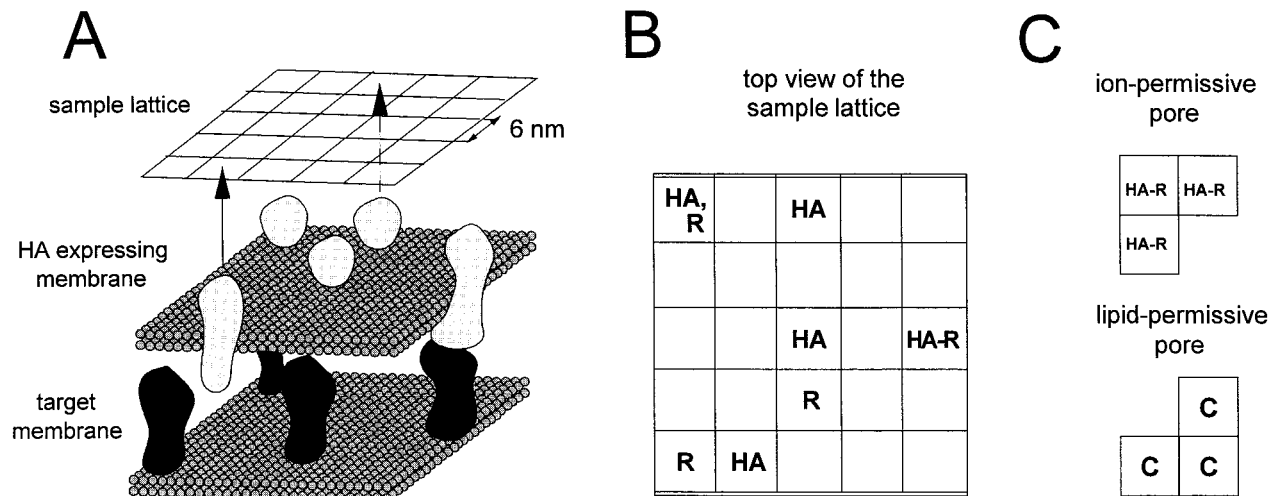 A
sample lattice
6 nm
HA expressing
membrane
target
membrane
B
top view of the
sample lattice
HA,
R
HA
HA
HA-R
R
R
HA
C
ion-permissive
pore
HA-R
HA-R
HA-R
lipid-permissive
pore
C
C
C